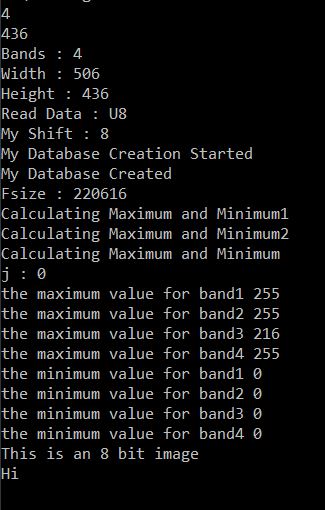 4
436
Bands : 4
Width : 506
Height : 436
Read Data : U8
My Shift : 8
My Database Creation Started
My Database Created
Fsize : 220616
Calculating Maximum and Minimum1
Calculating Maximum and Minimum2
Calculating Maximum and Minimum
j : 0
the maximum value for band1 255
the maximum value for band2 255
the maximum value for band3 216
the maximum value for band4 255
the minimum value for band1 0
the minimum value for band2 0
the minimum value for band3 0
the minimum value for band4 0
This is an 8 bit image
Hi